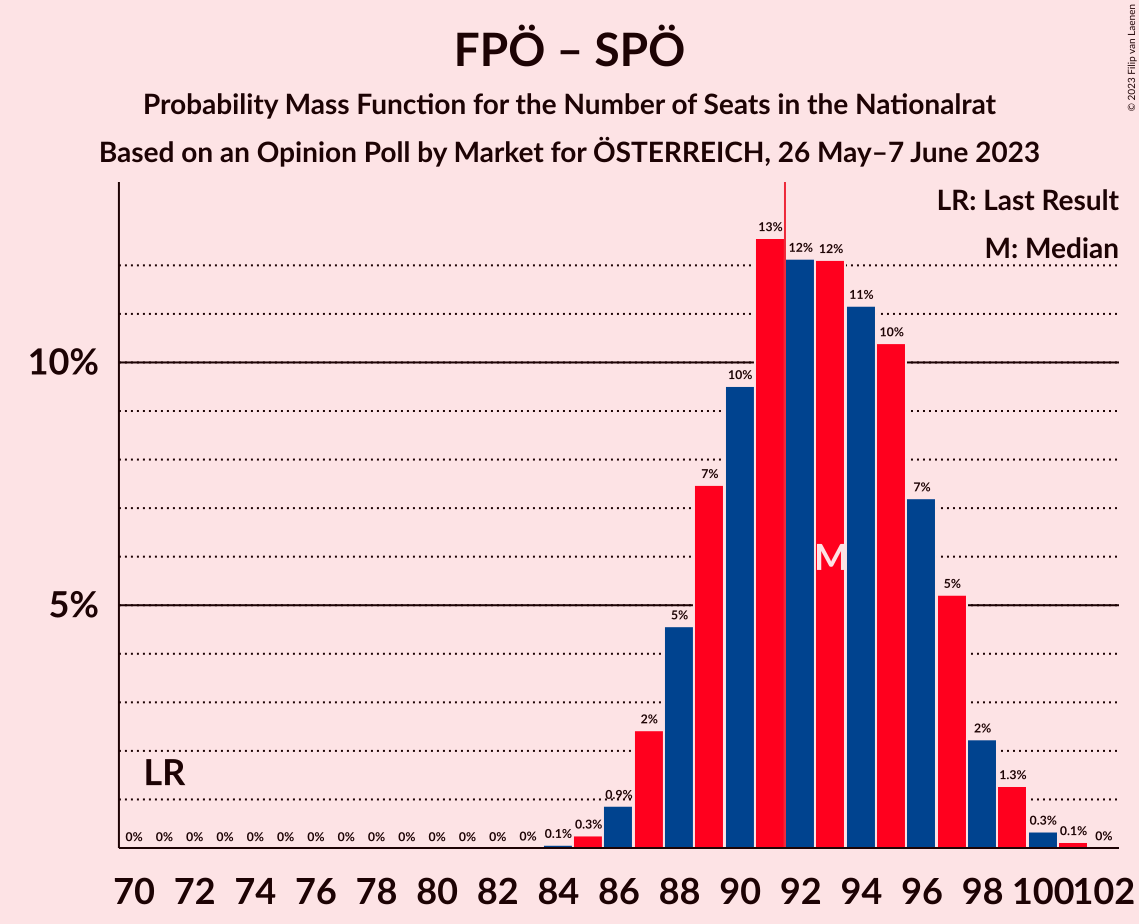 FPÖ – SPÖ
Probability Mass Function for the Number of Seats in the Nationalrat
Based on an Opinion Poll by Market for ÖSTERREICH, 26 May–7 June 2023
© 2023 Filip van Laenen
LR: Last Result
M: Median
10%
5%
LR
M
0% 0% 0% 0% 0% 0% 0% 0% 0% 0% 0% 0% 0% 0% 0.1% 0.3% 0.9% 2% 5% 7% 10% 13% 12% 12% 11% 10% 7% 5% 2% 1.3% 0.3% 0.1% 0%
70 72 74 76 78 80 82 84 86 88 90 92 94 96 98 100 102